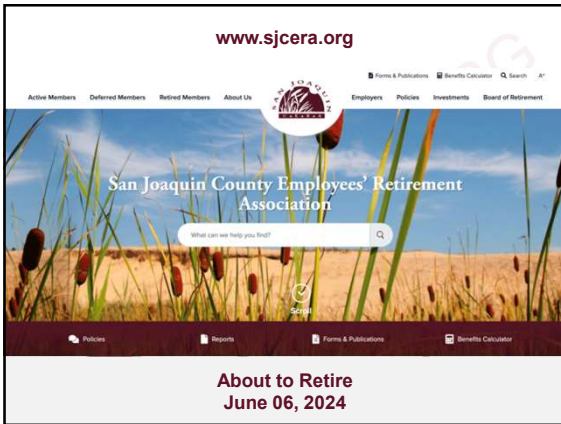 www.sjcera.org
Forms & Publications Benefits Calculator Search A+
Active Members Deferred Members Retired Members About Us
SAN JOAQUIN
Employers Policies Investments Board of Retirement
San Joaquin County Employees' Retirement
Association
What can we help you find?
Scroll
Policies Reports Forms & Publications Benefits Calculator
About to Retire
June 06, 2024